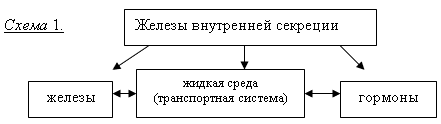 Схема 1.
Железы внутренней секреции
железы
жидкая среда
(транспортная система)
гормоны